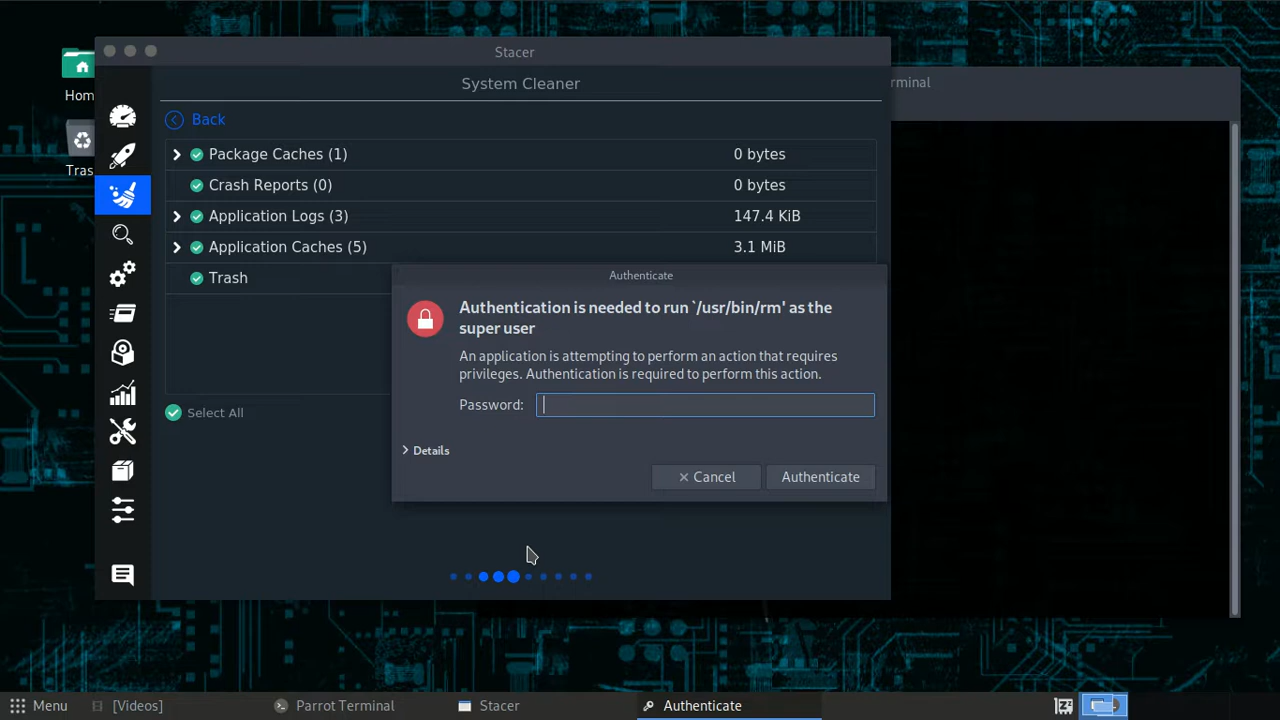 Stacer
System Cleaner
Home
Tras
rminal
Back
Package Caches (1) 0 bytes
Crash Reports (0) 0 bytes
Application Logs (3) 147.4 KiB
Application Caches (5) 3.1 MiB
Trash
Select All
Authenticate
Authentication is needed to run `/usr/bin/rm' as the
super user
An application is attempting to perform an action that requires
privileges. Authentication is required to perform this action.
Password:
Details
Cancel
Authenticate
Menu
[Videos]
Parrot Terminal
Stacer
Authenticate